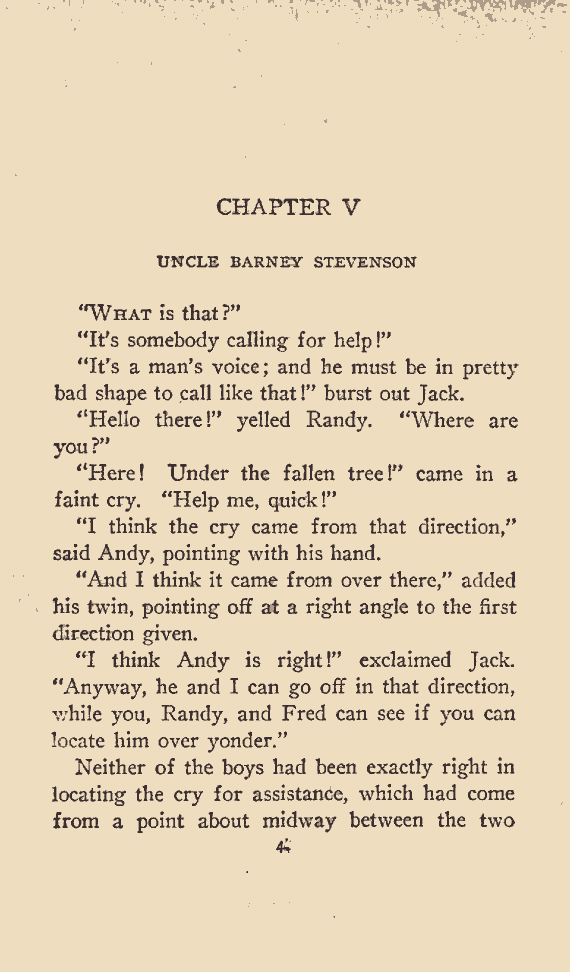 CHAPTER V
UNCLE BARNEY STEVENSON
“WHAT is that?”
“It's somebody calling for help!”
“It's a man's voice; and he must be in pretty
bad shape to call like that!” burst out Jack.
“Hello there!” yelled Randy. “Where are
you?”
“Here! Under the fallen tree!” came in a
faint cry. “Help me, quick!”
“I think the cry came from that direction,”
said Andy, pointing with his hand.
“And I think it came from over there,” added
his twin, pointing off at a right angle to the first
direction given.
“I think Andy is right!” exclaimed Jack.
“Anyway, he and I can go off in that direction,
while you, Randy, and Fred can see if you can
locate him over yonder.”
Neither of the boys had been exactly right in
locating the cry for assistance, which had come
from a point about midway between the two